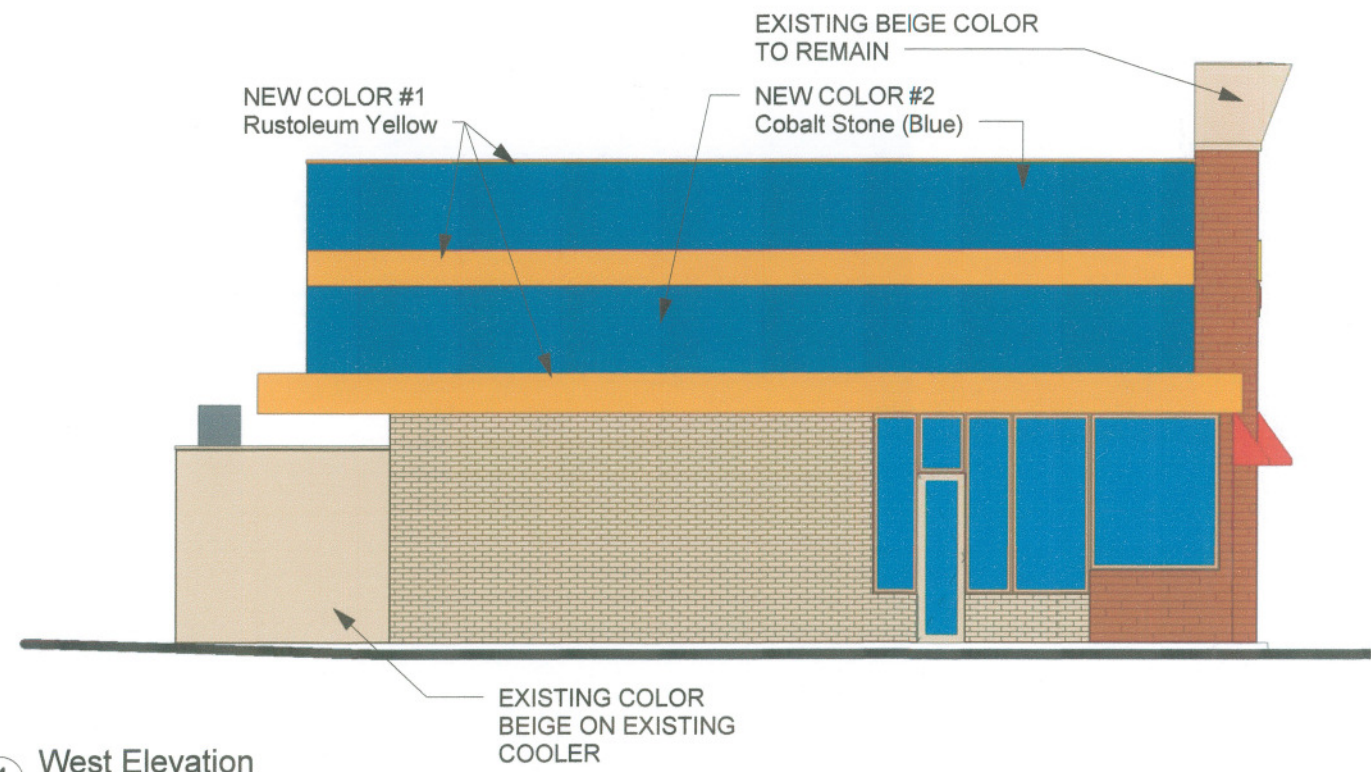 EXISTING BEIGE COLOR
TO REMAIN
NEW COLOR #1
Rustoleum Yellow
NEW COLOR #2
Cobalt Stone (Blue)
EXISTING COLOR
BEIGE ON EXISTING
COOLER
West Elevation